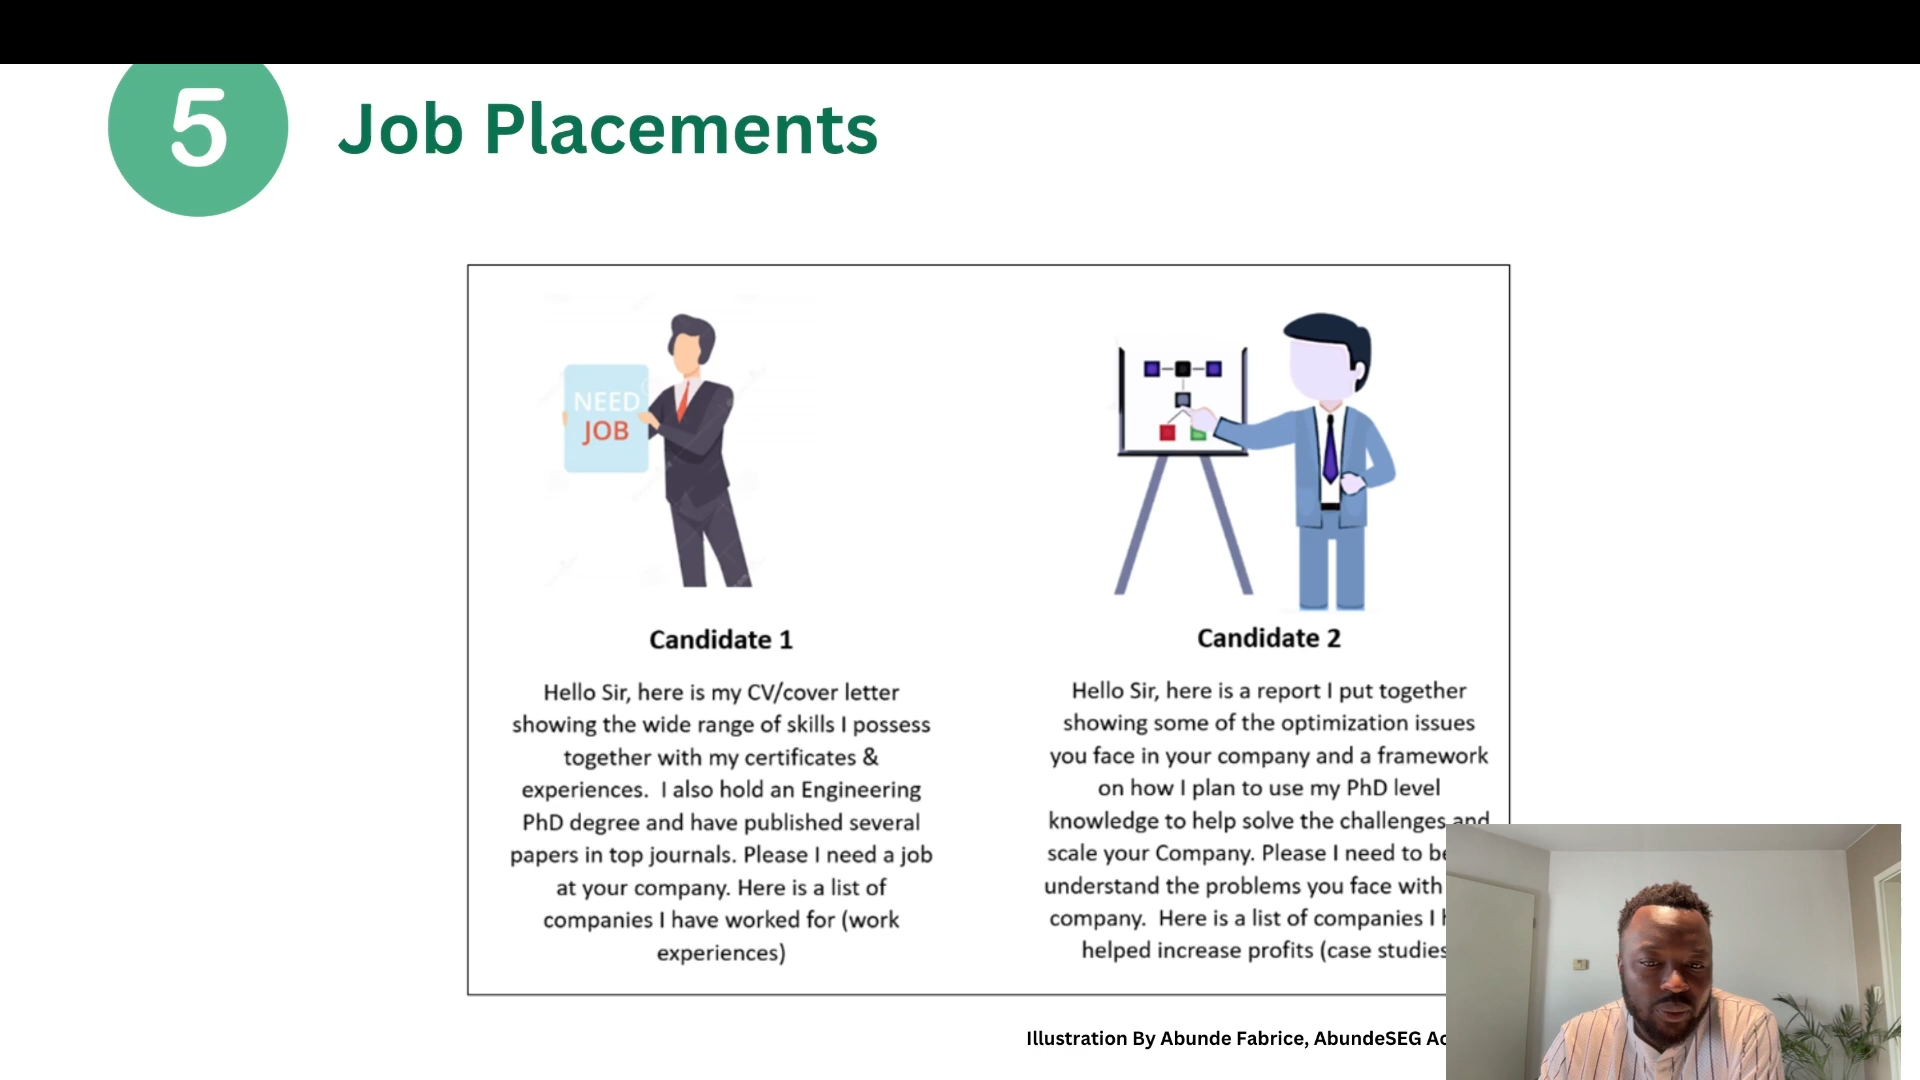 5
Job Placements
NEED
JOB
Candidate 1
Hello Sir, here is my CV/cover letter
showing the wide range of skills I possess
together with my certificates &
experiences. I also hold an Engineering
PhD degree and have published several
papers in top journals. Please I need a job
at your company. Here is a list of
companies I have worked for (work
experiences)
Candidate 2
Hello Sir, here is a report I put together
showing some of the optimization issues
you face in your company and a framework
on how I plan to use my PhD level
knowledge to help solve the challenges and
scale your Company. Please I need to
understand the problems you face with
company. Here is a list of companies I
helped increase profits (case studies
Illustration By Abunde Fabrice, AbundeSEG